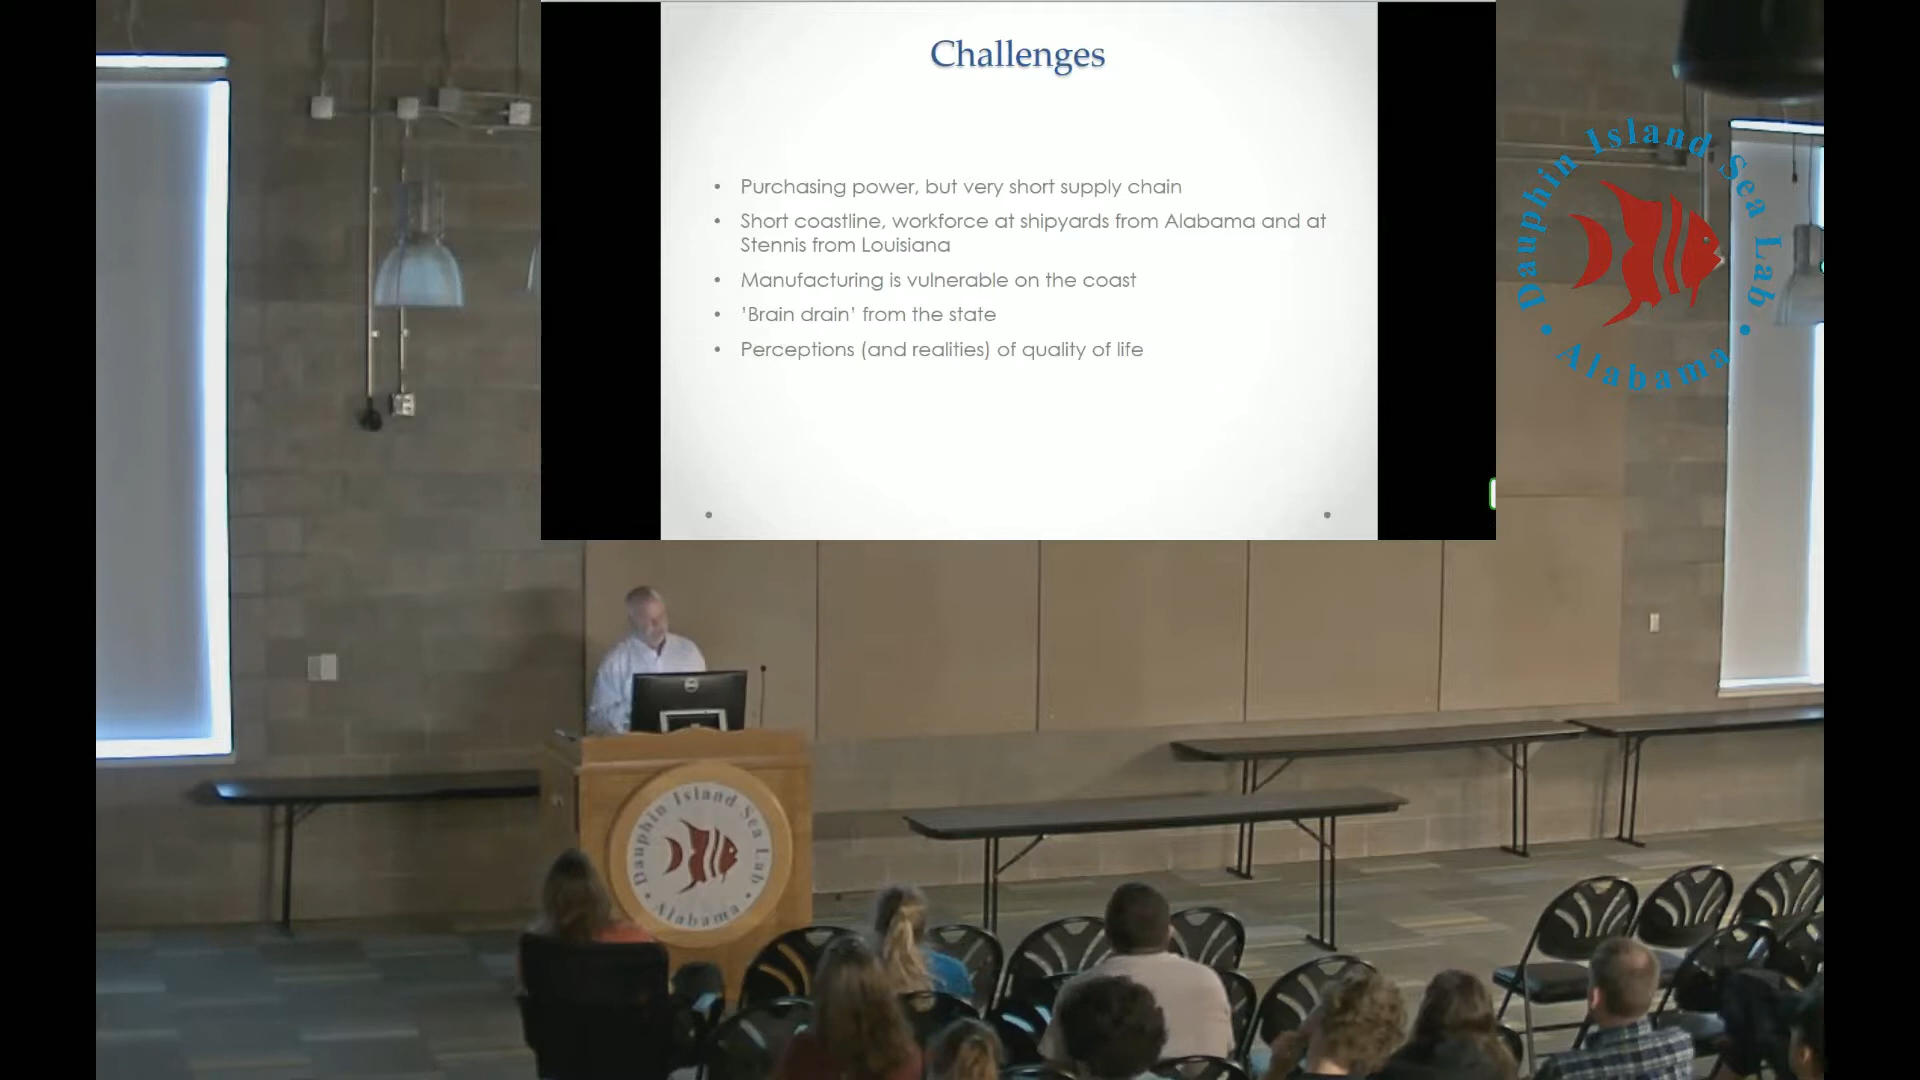 Challenges
• Purchasing power, but very short supply chain
• Short coastline, workforce at shipyards from Alabama and at
Stennis from Louisiana
• Manufacturing is vulnerable on the coast
• 'Brain drain' from the state
• Perceptions (and realities) of quality of life
Dauphin Island Sea Lab
• Alabama •
DELL
Dauphin Island Sea Lab
• Alabama •